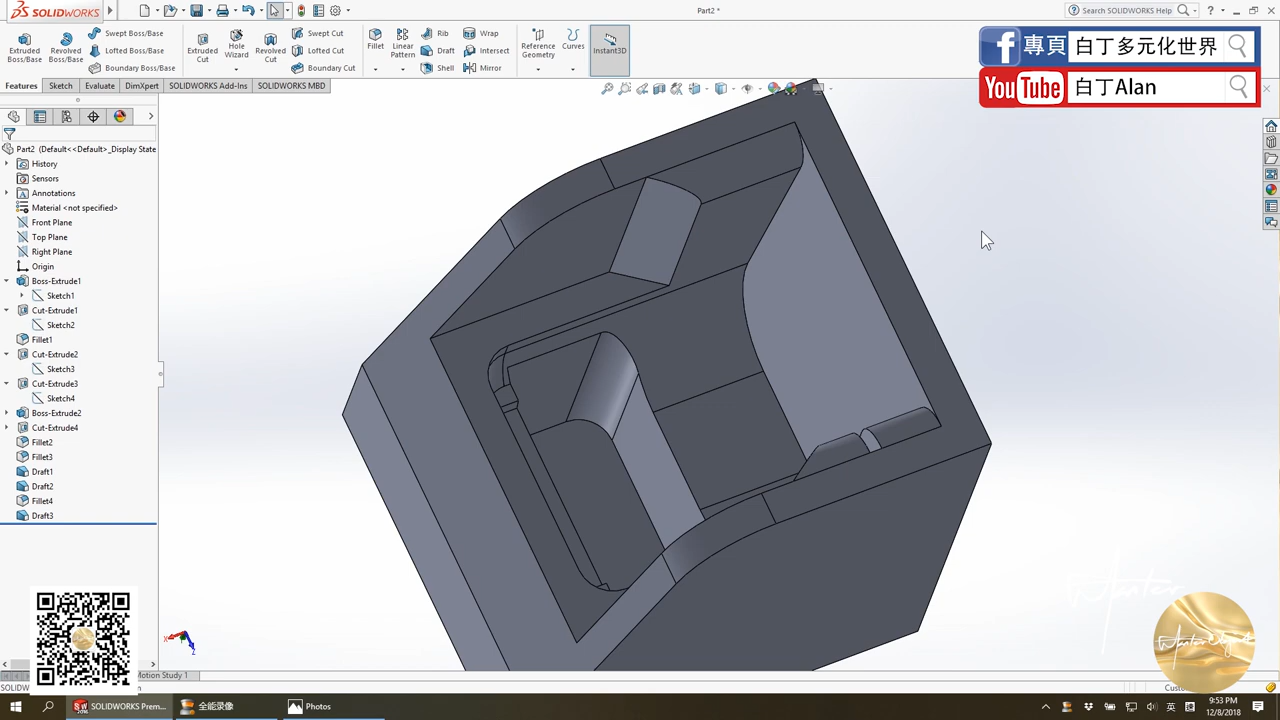 SOLIDWORKS
Part2 *
Search SOLIDWORKS Help
Extruded Boss/Base
Revolved Boss/Base
Swept Boss/Base
Lofted Boss/Base
Boundary Boss/Base
Extruded Cut
Hole Wizard
Revolved Cut
Swept Cut
Lofted Cut
Boundary Cut
Fillet
Linear Pattern
Rib
Draft
Shell
Wrap
Intersect
Mirror
Reference Geometry
Curves
Instant3D
f 專頁 白丁多元化世界
YouTube 白丁Alan
Features
Sketch
Evaluate
DimXpert
SOLIDWORKS Add-Ins
SOLIDWORKS MBD
Part2 (Default<<Default>_Display State
History
Sensors
Annotations
Material <not specified>
Front Plane
Top Plane
Right Plane
Origin
Boss-Extrude1
Sketch1
Cut-Extrude1
Sketch2
Fillet1
Cut-Extrude2
Sketch3
Cut-Extrude3
Sketch4
Boss-Extrude2
Cut-Extrude4
Fillet2
Fillet3
Draft1
Draft2
Fillet4
Draft3
X
Z
Motion Study 1
SOLIDW
Custo
SOLIDWORKS Prem...
全能录像
Photos
英
9:53 PM
12/8/2018